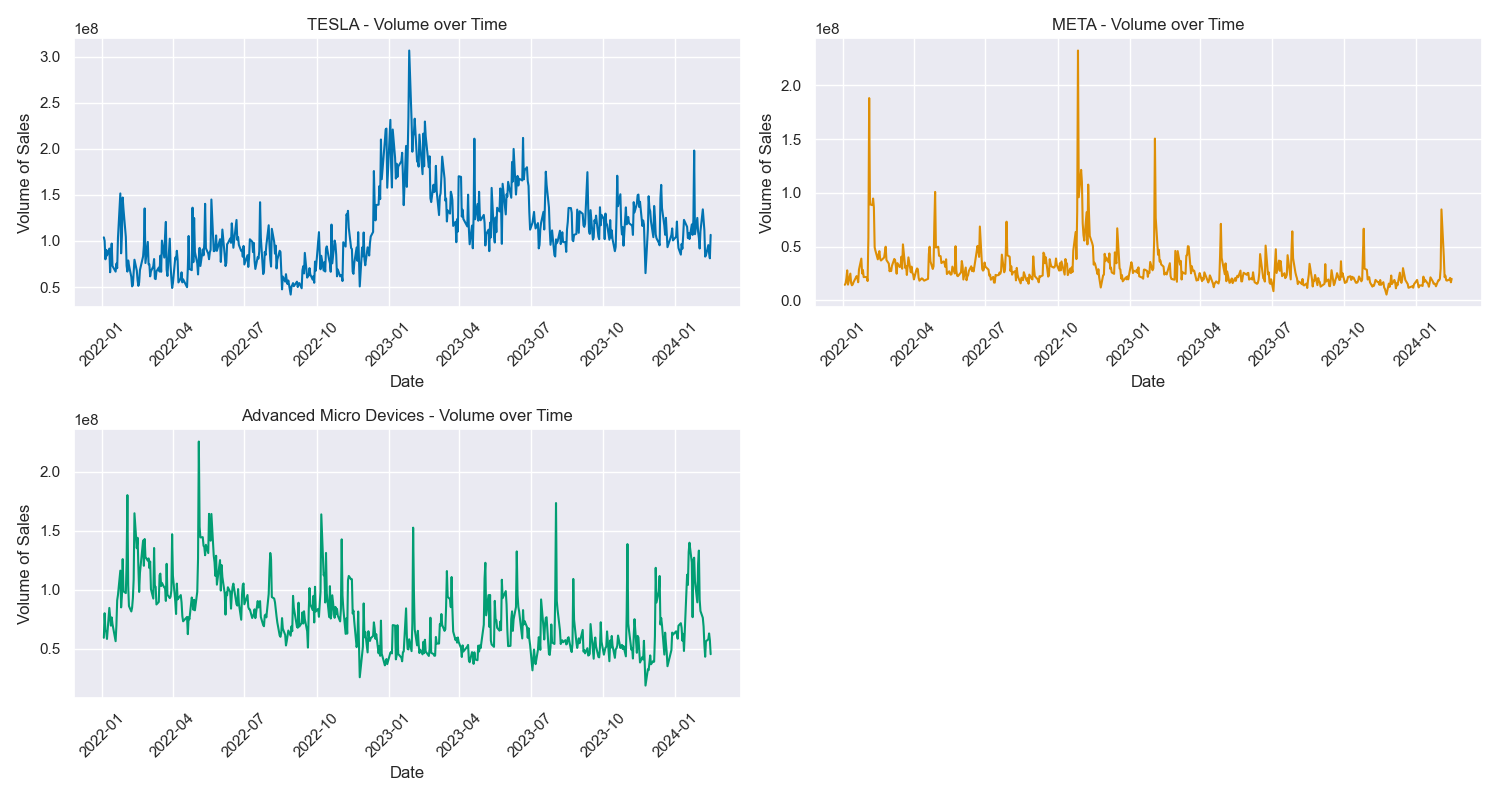 TESLA - Volume over Time
1e8
3.0
2.5
2.0
1.5
1.0
0.5
Volume of Sales
2022-01 2022-04 2022-07 2022-10 2023-01 2023-04 2023-07 2023-10 2024-01
Date
META - Volume over Time
1e8
2.0
1.5
1.0
0.5
0.0
Volume of Sales
2022-01 2022-04 2022-07 2022-10 2023-01 2023-04 2023-07 2023-10 2024-01
Date
Advanced Micro Devices - Volume over Time
1e8
2.0
1.5
1.0
0.5
Volume of Sales
2022-01 2022-04 2022-07 2022-10 2023-01 2023-04 2023-07 2023-10 2024-01
Date